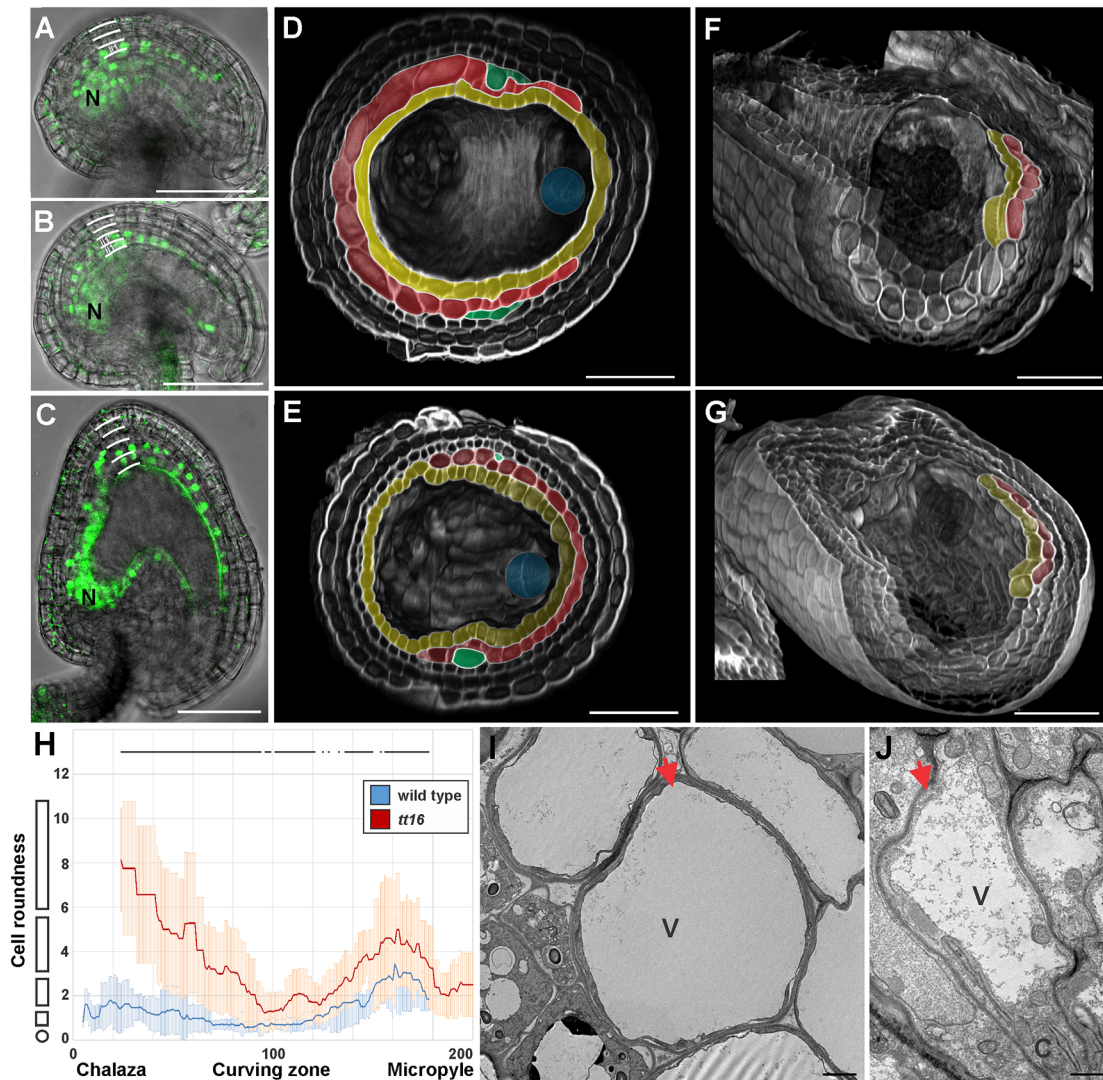 A
N
B
N
C
N
D
E
F
G
H
wild type
tt16
12
10
8
6
4
2
0
Cell roundness
0 100 200
Chalaza Curving zone Micropyle
I
V
J
V
C